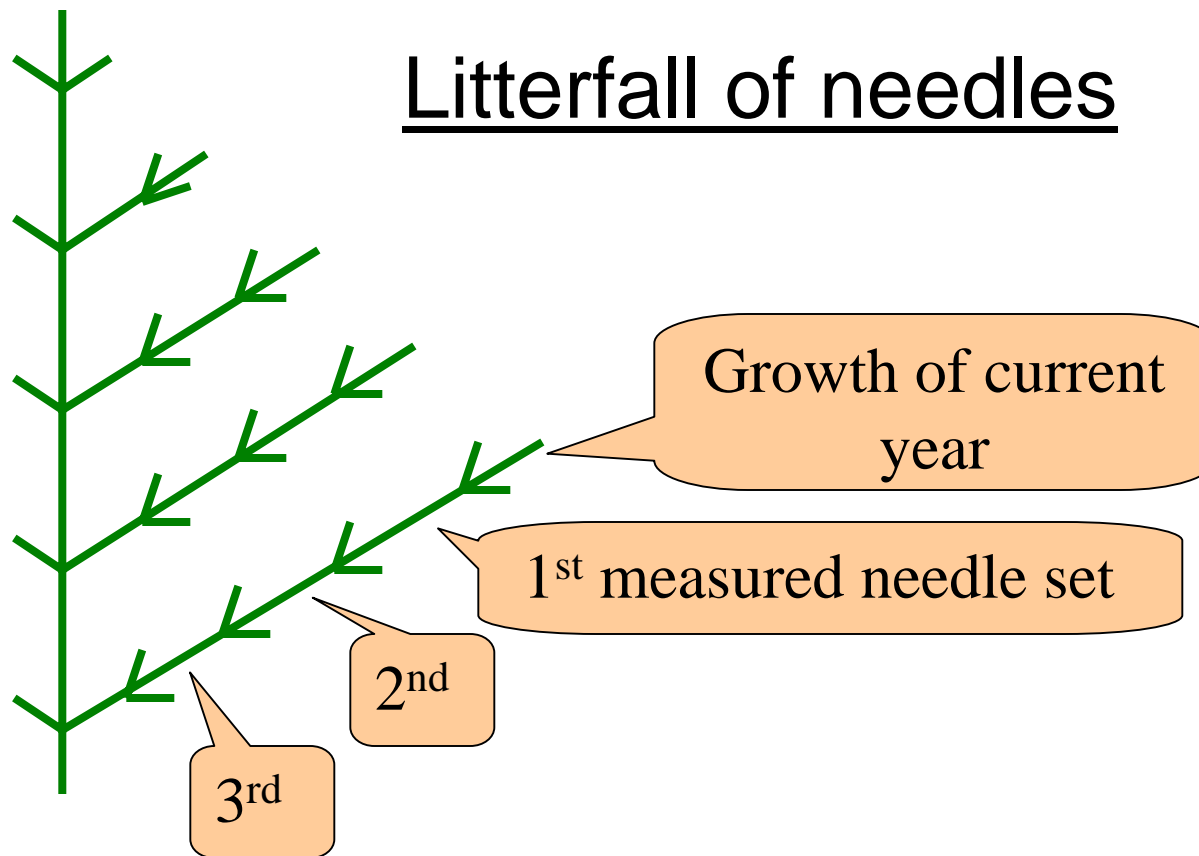 Litterfall of needles
Growth of current
year
1st measured needle set
2nd
3rd